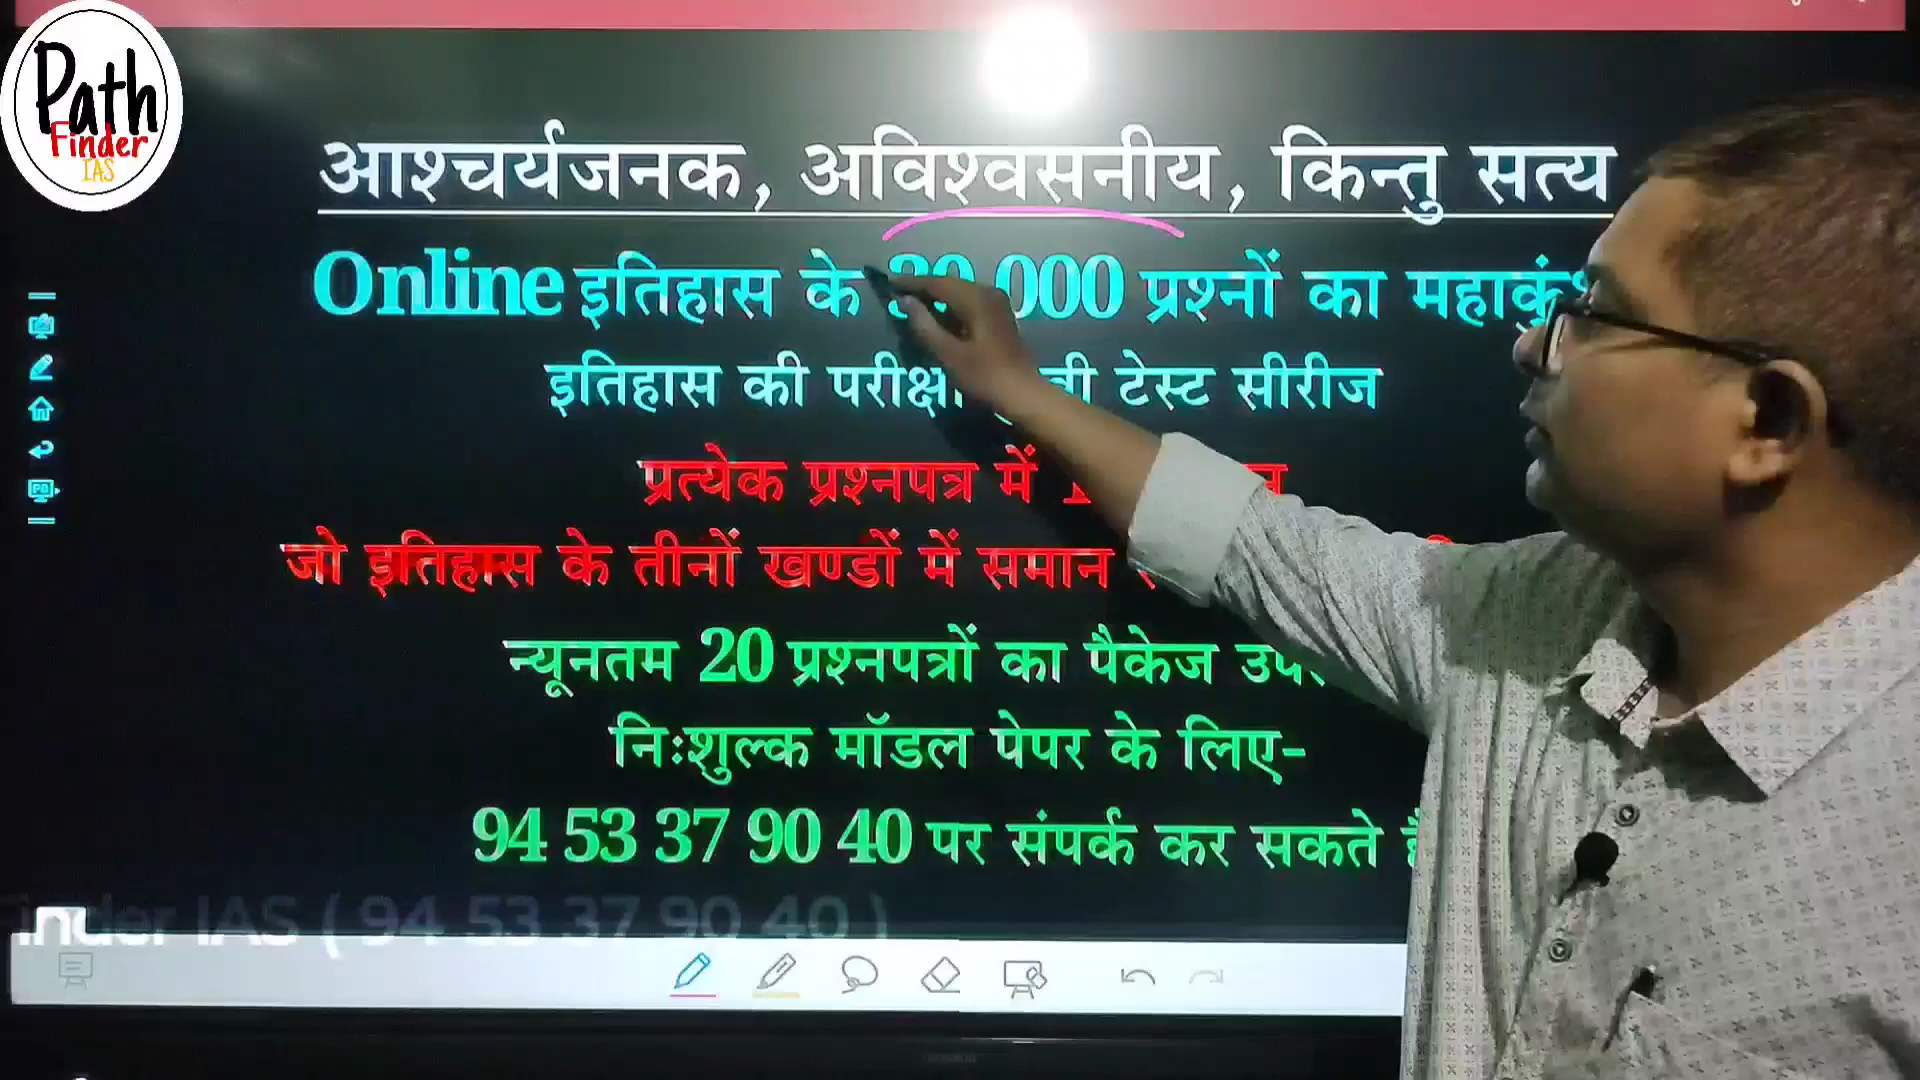 Path
Finder
IAS
आश्चर्यजनक, अविश्वसनीय, किन्तु सत्य
Online इतिहास के 000 प्रश्नों का
इतिहास की टेस्ट सीरीज
प्रत्येक प्रश्नपत्र में
जो इतिहास के तीनों खण्डों में समान
न्यूनतम 20 प्रश्नपत्रों का पैकेज
निःशुल्क मॉडल पेपर के लिए-
94 53 37 90 40 पर संपर्क कर सकते
inder IAS ( 94 53 37 90 40 )